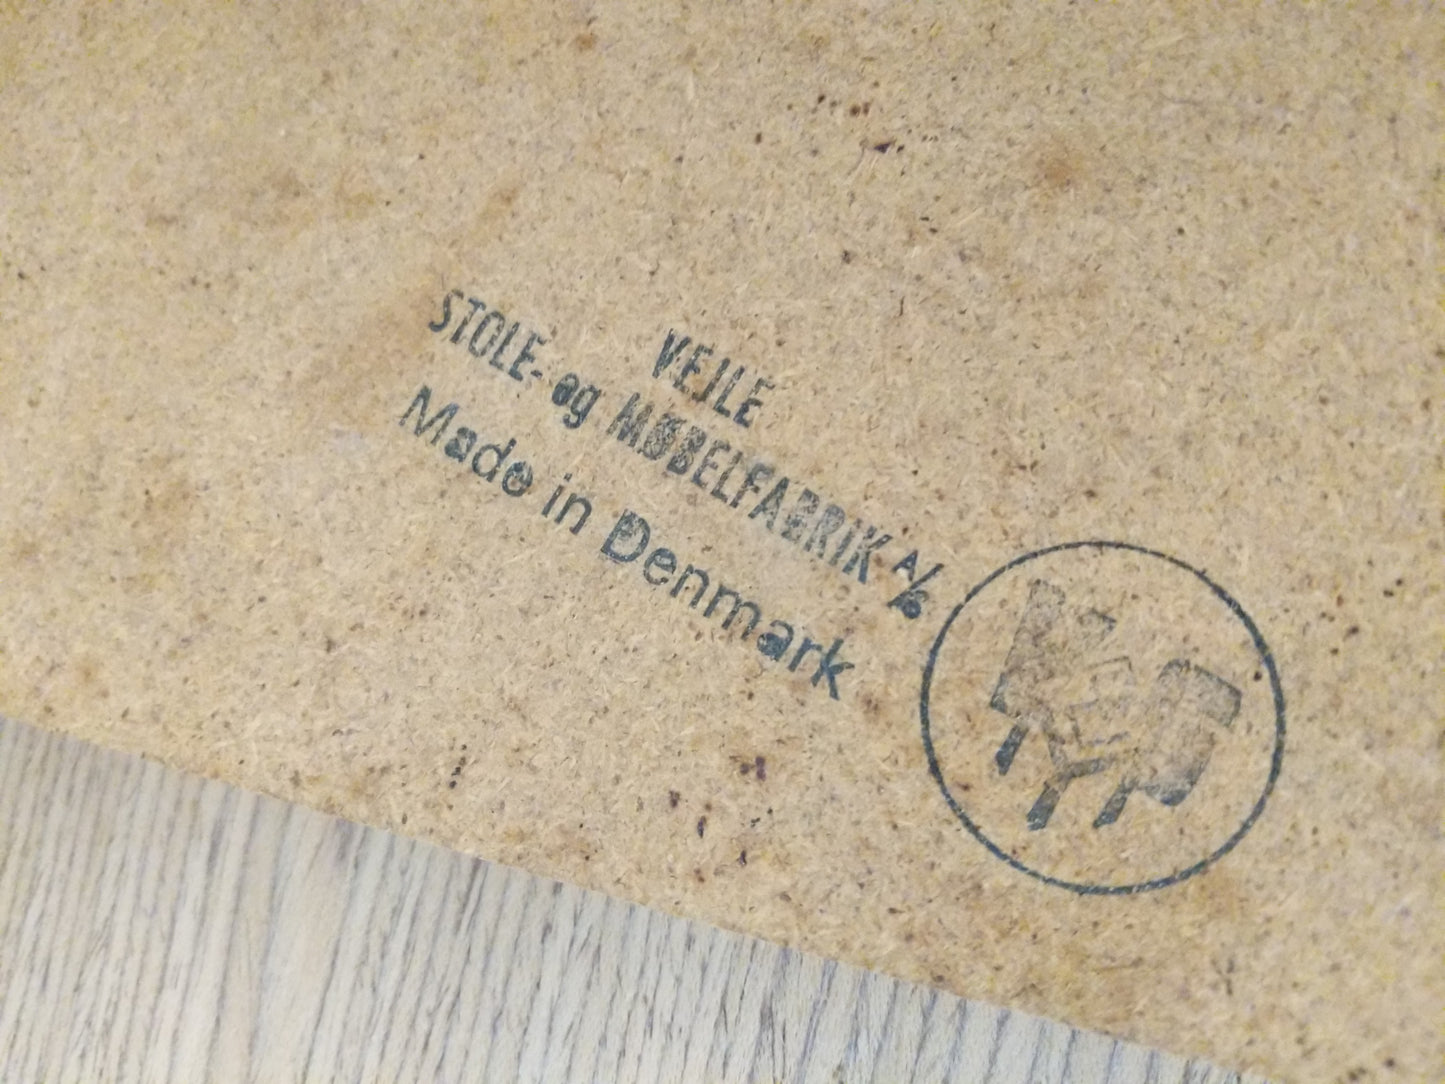 VEJLE
STOLE- og MØBELFABRIK A/S
Made in Denmark